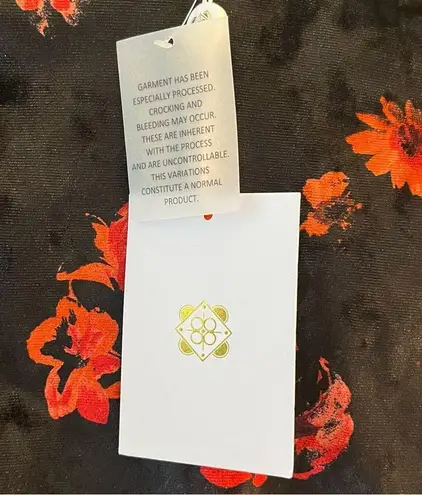 GARMENT HAS BEEN
ESPECIALLY PROCESSED.
CROCKING AND
BLEEDING MAY OCCUR.
THESE ARE INHERENT
WITH THE PROCESS
AND ARE UNCONTROLLABLE.
THIS VARIATIONS
CONSTITUTE A NORMAL
PRODUCT.